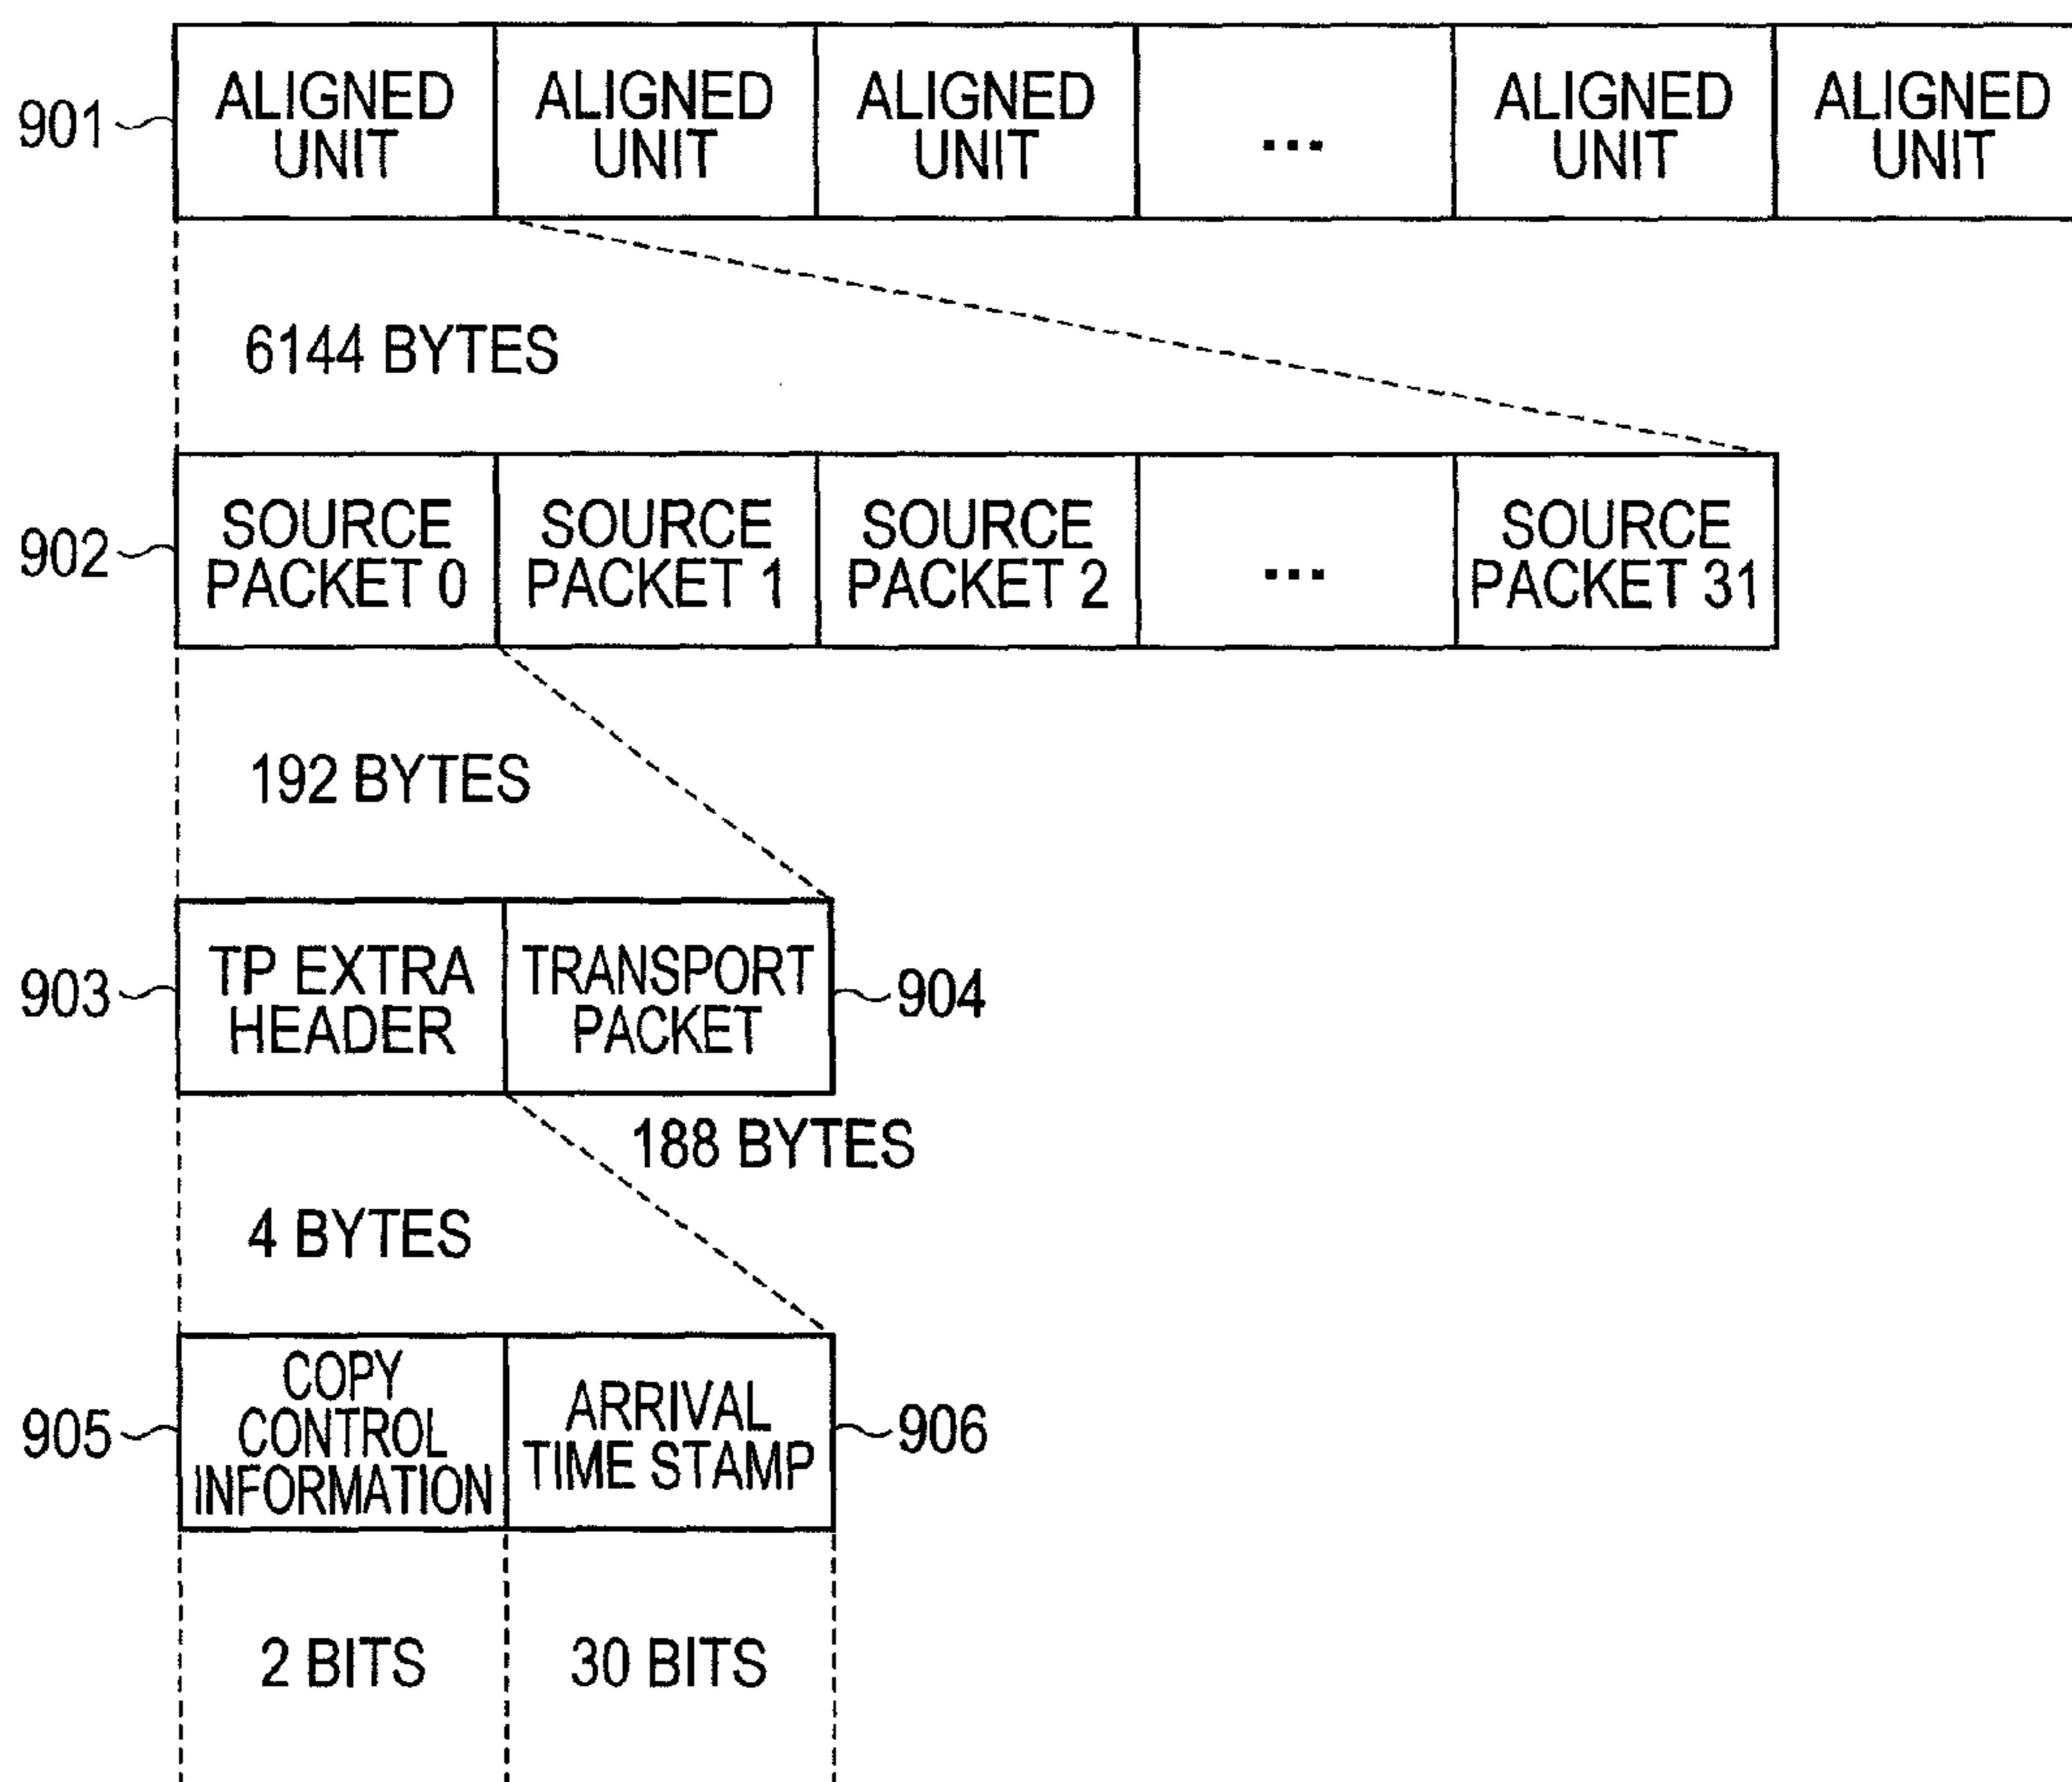 901
ALIGNED
UNIT
ALIGNED
UNIT
ALIGNED
UNIT
...
ALIGNED
UNIT
ALIGNED
UNIT
6144 BYTES
902
SOURCE
PACKET 0
SOURCE
PACKET 1
SOURCE
PACKET 2
...
SOURCE
PACKET 31
192 BYTES
903
TP EXTRA
HEADER
TRANSPORT
PACKET
904
188 BYTES
4 BYTES
905
COPY
CONTROL
INFORMATION
ARRIVAL
TIME STAMP
906
2 BITS
30 BITS